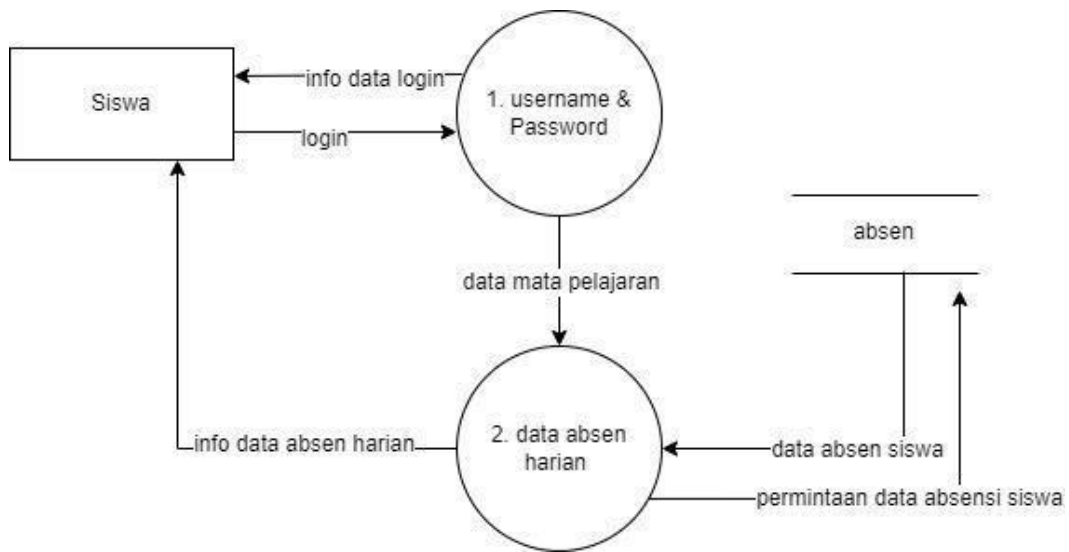 info data login
Siswa
1. username &
Password
login
absen
data mata pelajaran
2. data absen
harian
info data absen harian
data absen siswa
permintaan data absensi siswa